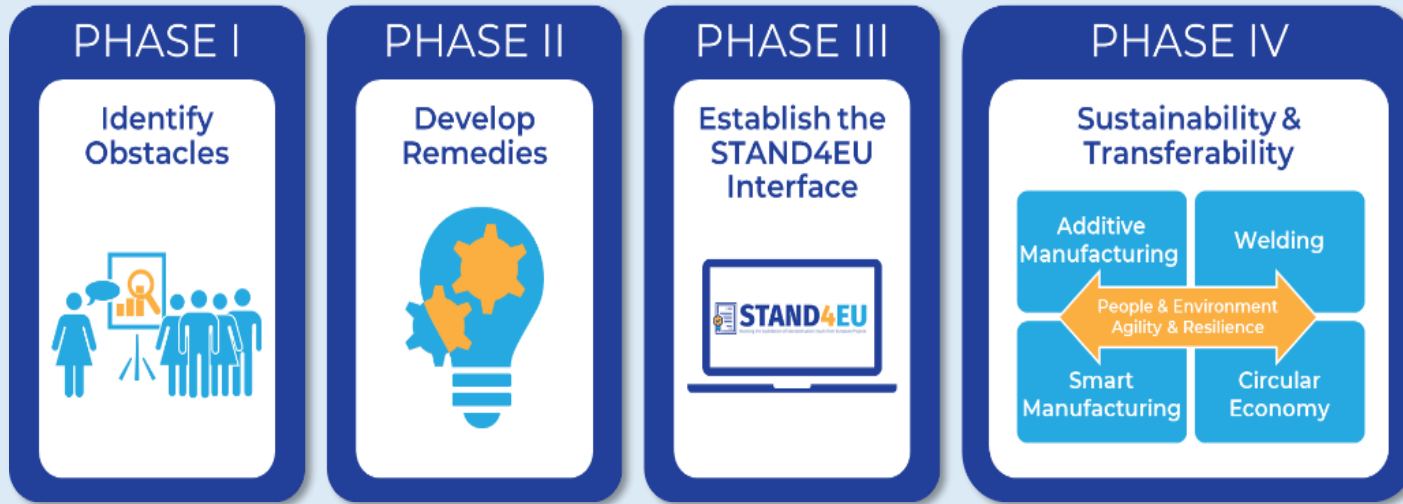 PHASE I
Identify
Obstacles
PHASE II
Develop
Remedies
PHASE III
Establish the
STAND4EU
Interface
STAND4EU
PHASE IV
Sustainability &
Transferability
Additive
Manufacturing
Welding
People & Environment
Agility & Resilience
Smart
Manufacturing
Circular
Economy